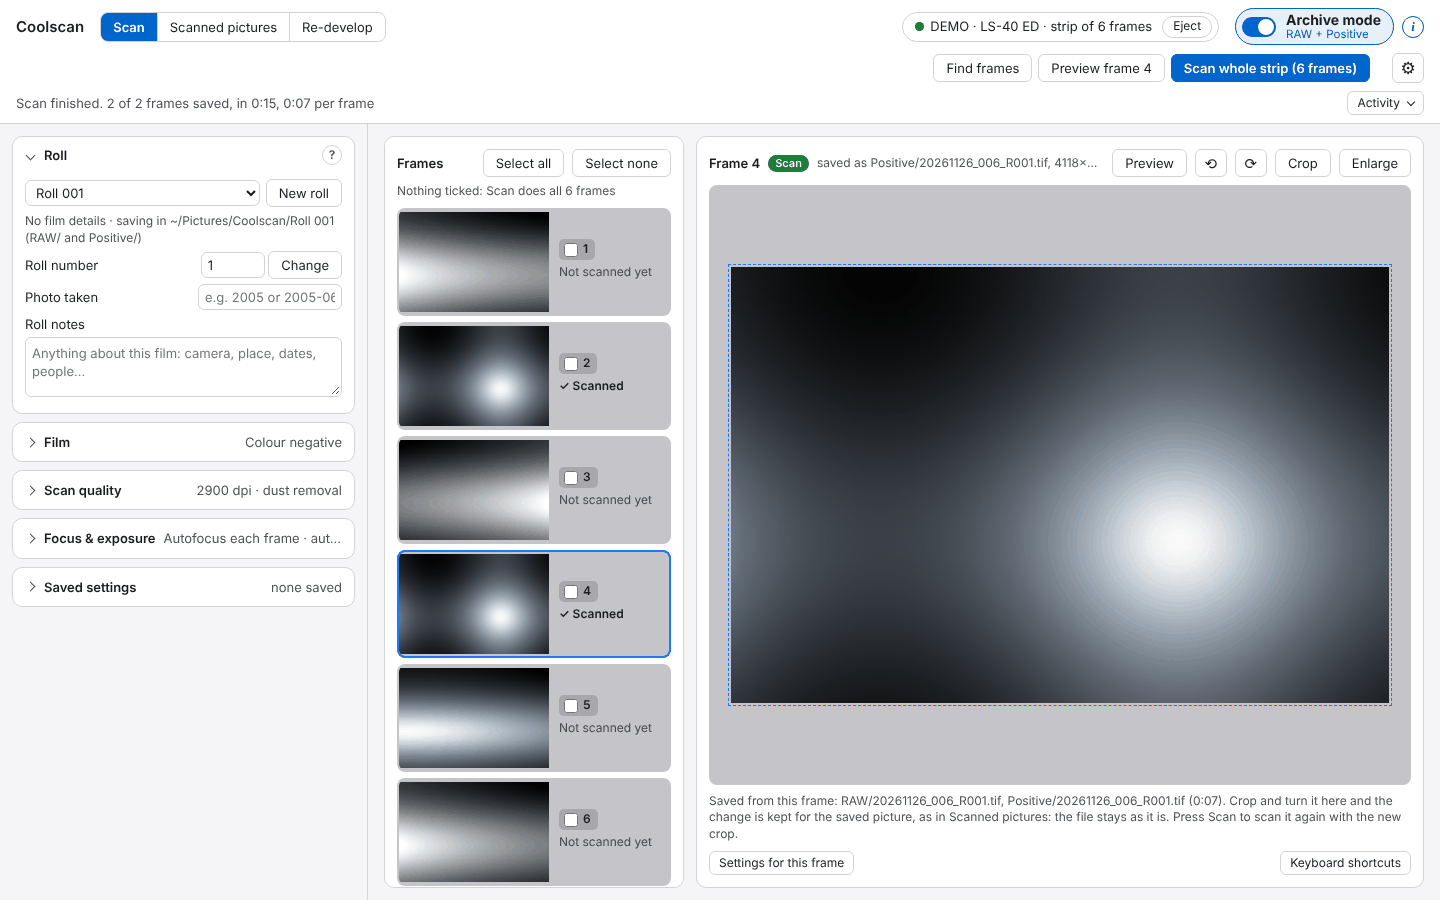 Coolscan
Scan
Scanned pictures
Re-develop
DEMO · LS-40 ED · strip of 6 frames
Eject
Archive mode
RAW + Positive
i
Find frames
Preview frame 4
Scan whole strip (6 frames)
Scan finished. 2 of 2 frames saved, in 0:15, 0:07 per frame
Activity
Roll
?
Roll 001
New roll
No film details · saving in ~/Pictures/Coolscan/Roll 001
(RAW/ and Positive/)
Roll number
1
Change
Photo taken
e.g. 2005 or 2005-06
Roll notes
Anything about this film: camera, place, dates,
people...
Film
Colour negative
Scan quality
2900 dpi · dust removal
Focus & exposure
Autofocus each frame · aut...
Saved settings
none saved
Frames
Select all
Select none
Nothing ticked: Scan does all 6 frames
1
Not scanned yet
2
✓ Scanned
3
Not scanned yet
4
✓ Scanned
5
Not scanned yet
6
Not scanned yet
Frame 4
Scan
saved as Positive/20261126_006_R001.tif, 4118×...
Preview
Crop
Enlarge
Saved from this frame: RAW/20261126_006_R001.tif, Positive/20261126_006_R001.tif (0:07). Crop and turn it here and the
change is kept for the saved picture, as in Scanned pictures: the file stays as it is. Press Scan to scan it again with the new
crop.
Settings for this frame
Keyboard shortcuts